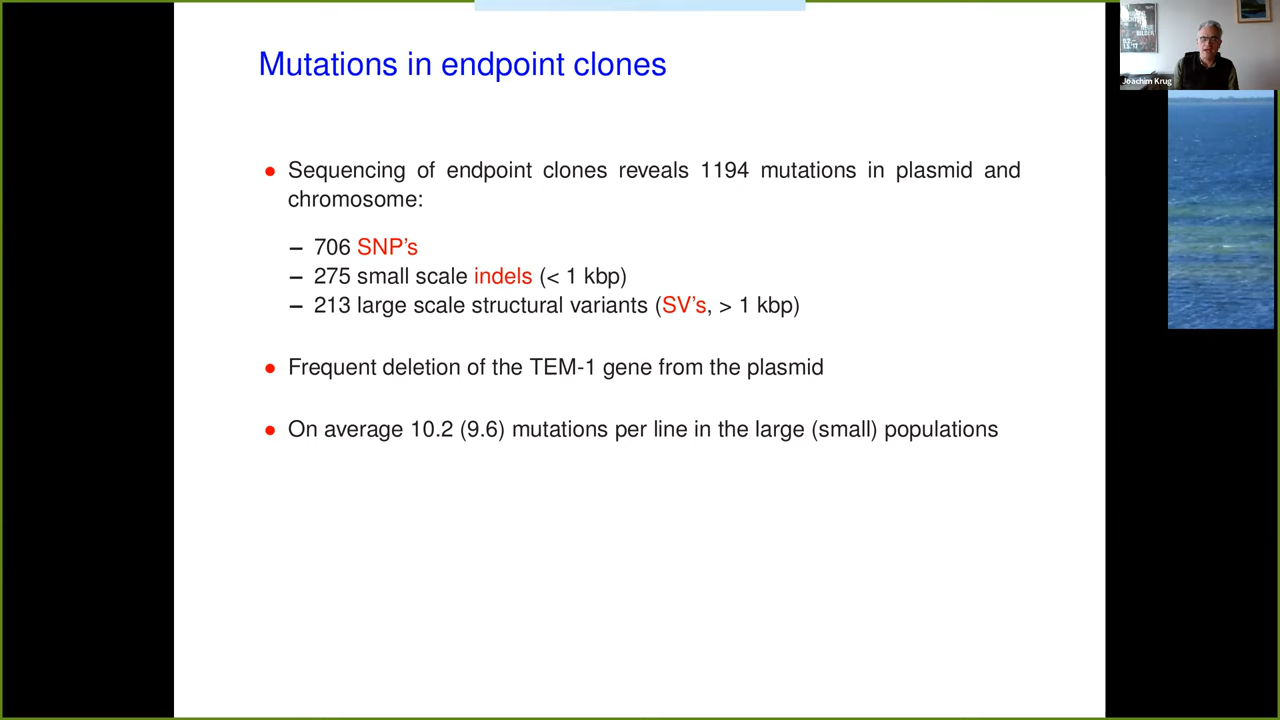 Mutations in endpoint clones
• Sequencing of endpoint clones reveals 1194 mutations in plasmid and
chromosome:
– 706 SNP's
– 275 small scale indels (< 1 kbp)
– 213 large scale structural variants (SV's, > 1 kbp)
• Frequent deletion of the TEM-1 gene from the plasmid
• On average 10.2 (9.6) mutations per line in the large (small) populations
Joachim Krug